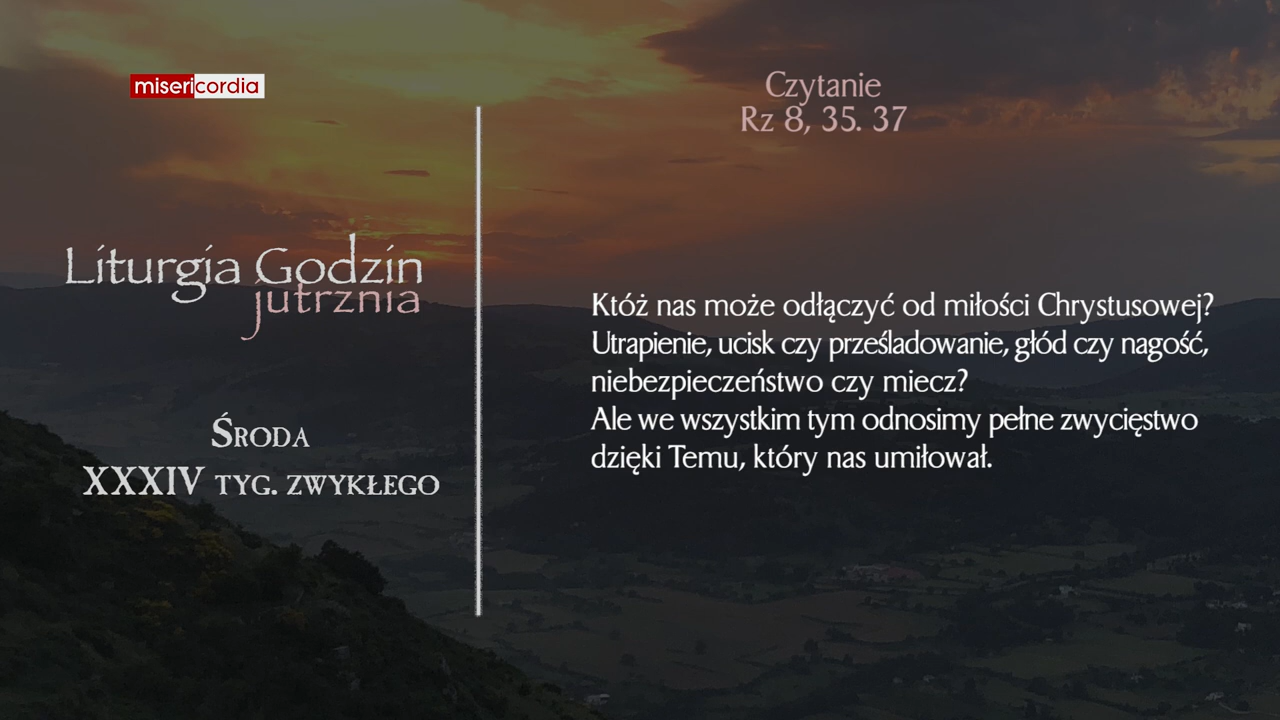 misericordia
Liturgia Godzin
jutrznia
Środa
XXXIV tyg. zwykłego
Czytanie
Rz 8, 35. 37
Któż nas może odłączyć od miłości Chrystusowej?
Utrapienie, ucisk czy prześladowanie, głód czy nagość,
niebezpieczeństwo czy miecz?
Ale we wszystkim tym odnosimy pełne zwycięstwo
dzięki Temu, który nas umiłował.